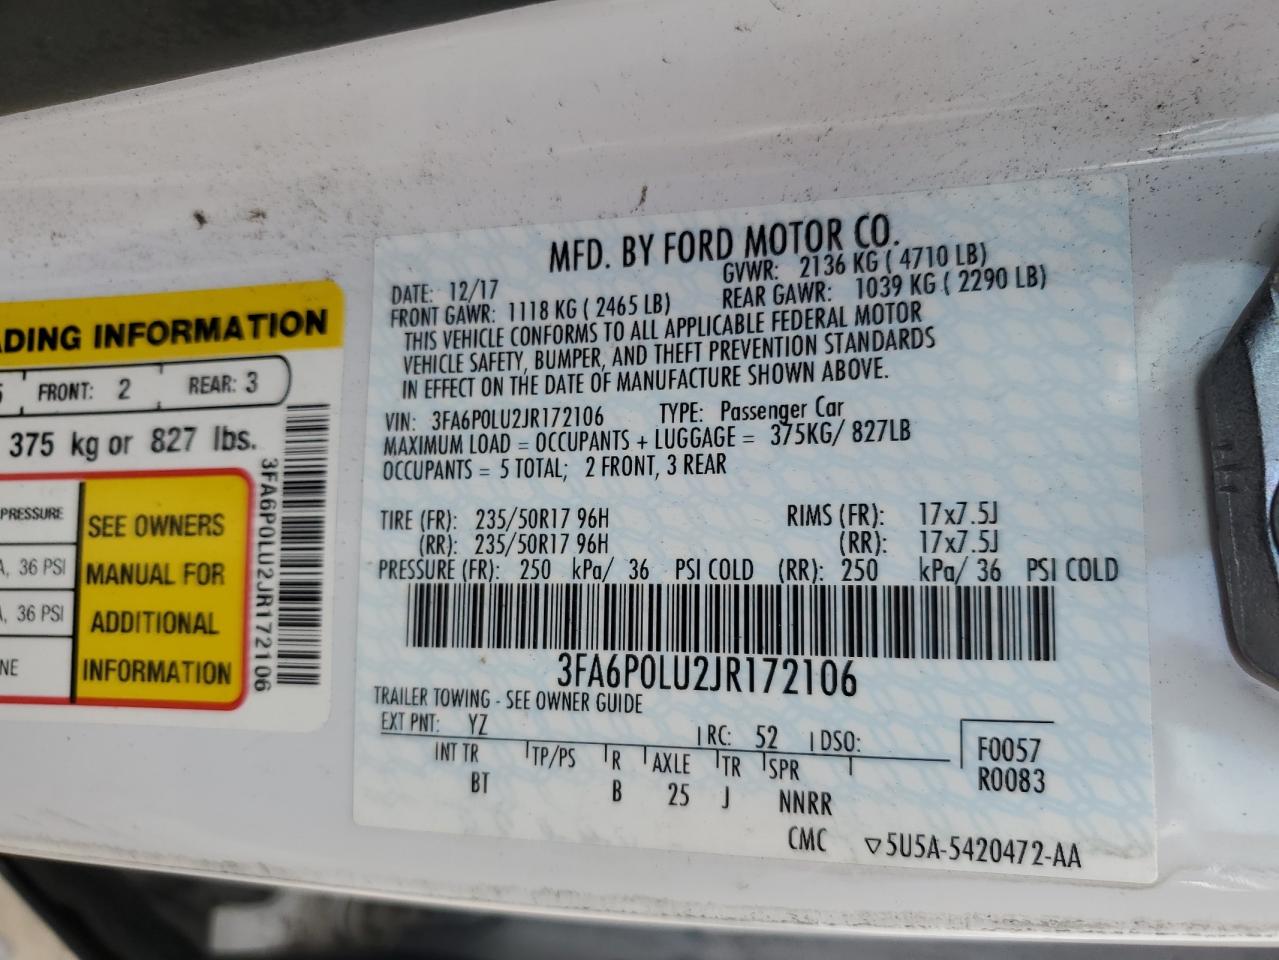 MFD. BY FORD MOTOR CO.
DATE: 12/17 GVWR: 2136 KG ( 4710 LB)
FRONT GAWR: 1118 KG ( 2465 LB) REAR GAWR: 1039 KG ( 2290 LB)
THIS VEHICLE CONFORMS TO ALL APPLICABLE FEDERAL MOTOR
VEHICLE SAFETY, BUMPER, AND THEFT PREVENTION STANDARDS
IN EFFECT ON THE DATE OF MANUFACTURE SHOWN ABOVE.
VIN: 3FA6P0LU2JR172106 TYPE: Passenger Car
MAXIMUM LOAD = OCCUPANTS + LUGGAGE = 375KG/ 827LB
OCCUPANTS = 5 TOTAL; 2 FRONT, 3 REAR
TIRE (FR): 235/50R17 96H RIMS (FR): 17x7.5J
(RR): 235/50R17 96H (RR): 17x7.5J
PRESSURE (FR): 250 kPa/ 36 PSI COLD (RR): 250 kPa/ 36 PSI COLD
3FA6P0LU2JR172106
TRAILER TOWING - SEE OWNER GUIDE
EXT PNT: YZ RC: 52 DSO:
INT TR TP/PS R AXLE TR SPR
BT B 25 J NNRR
F0057
R0083
CMC ▽5U5A-5420472-AA
ADING INFORMATION
FRONT: 2 REAR: 3
375 kg or 827 lbs.
PRESSURE
, 36 PSI
, 36 PSI
NE
SEE OWNERS
MANUAL FOR
ADDITIONAL
INFORMATION
3FA6P0LU2JR172106